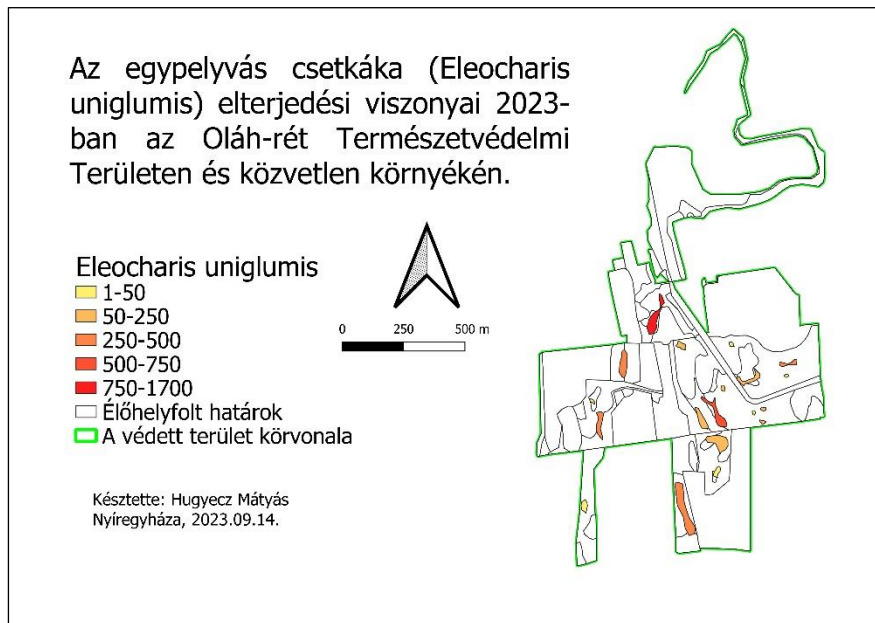 Az egypelyvás csetkáka (Eleocharis
uniglumis) elterjedési viszonyai 2023-
ban az Oláh-rét Természetvédelmi
Területen és közvetlen környékén.
Eleocharis uniglumis
1-50
50-250
250-500
500-750
750-1700
Élőhelyfolt határok
A védett terület körvonala
0 250 500 m
Késztette: Hugyecz Mátyás
Nyíregyháza, 2023.09.14.